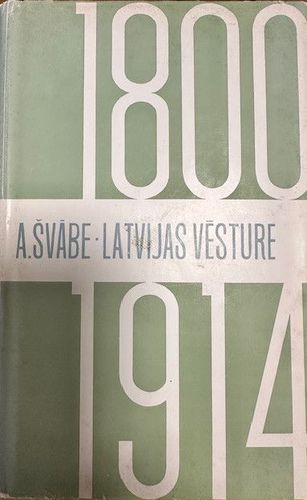 1800
A.ŠVĀBE · LATVIJAS VĒSTURE
1914